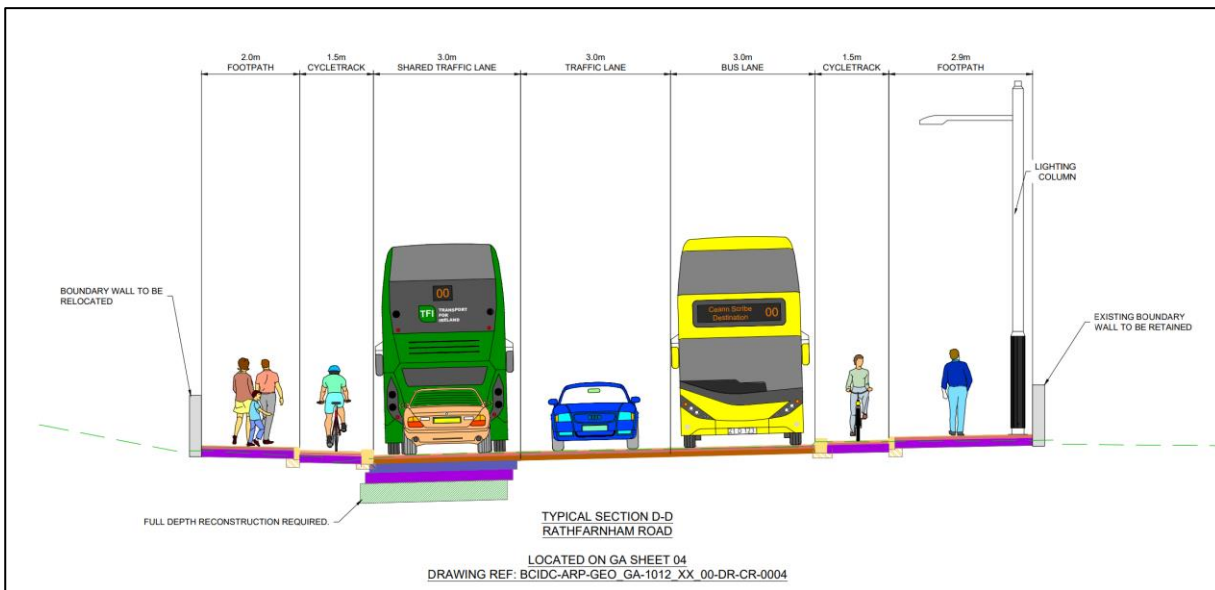 2.0m
FOOTPATH
1.5m
CYCLETRACK
3.0m
SHARED TRAFFIC LANE
3.0m
TRAFFIC LANE
3.0m
BUS LANE
1.5m
CYCLETRACK
2.9m
FOOTPATH
LIGHTING
COLUMN
BOUNDARY WALL TO BE
RELOCATED
00
TFI
TRANSPORT
FOR
IRELAND
Destination
00
EXISTING BOUNDARY
WALL TO BE RETAINED
FULL DEPTH RECONSTRUCTION REQUIRED.
TYPICAL SECTION D-D
RATHFARNHAM ROAD
LOCATED ON GA SHEET 04
DRAWING REF: BCIDC-ARP-GEO_GA-1012_XX_00-DR-CR-0004